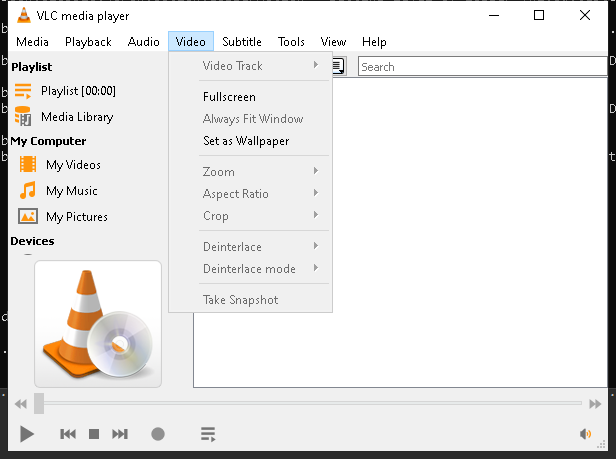 VLC media player
Media Playback Audio Video Subtitle Tools View Help
Playlist
Playlist [00:00]
Media Library
My Computer
My Videos
My Music
My Pictures
Devices
Video Track
Fullscreen
Always Fit Window
Set as Wallpaper
Zoom
Aspect Ratio
Crop
Deinterlace
Deinterlace mode
Take Snapshot
Search